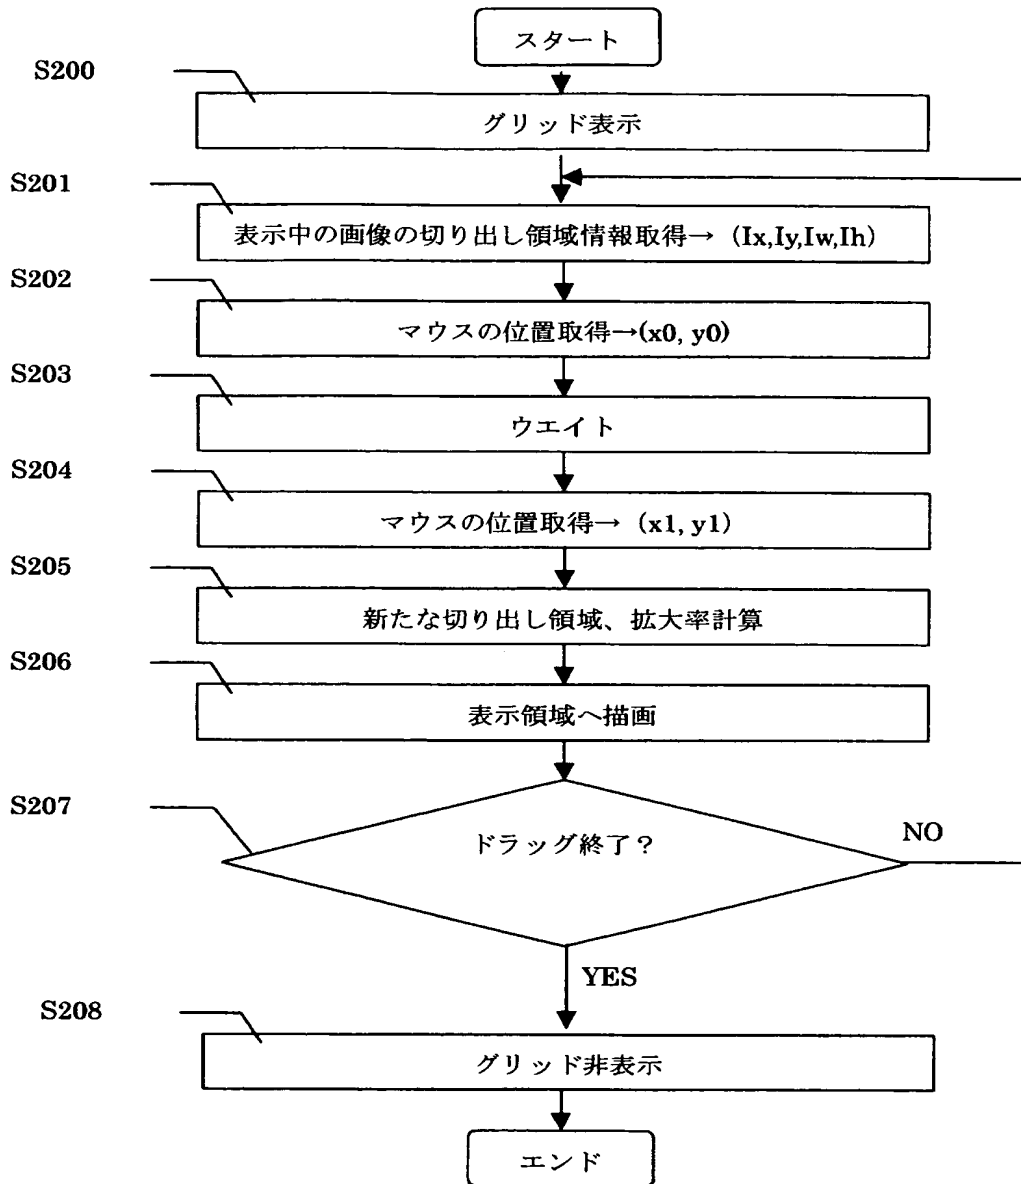 スタート
S200
グリッド表示
S201
表示中の画像の切り出し領域情報取得→ (Ix,Iy,Iw,Ih)
S202
マウスの位置取得→(x0, y0)
S203
ウエイト
S204
マウスの位置取得→ (x1, y1)
S205
新たな切り出し領域、拡大率計算
S206
表示領域へ描画
S207
ドラッグ終了?
NO
YES
S208
グリッド非表示
エンド